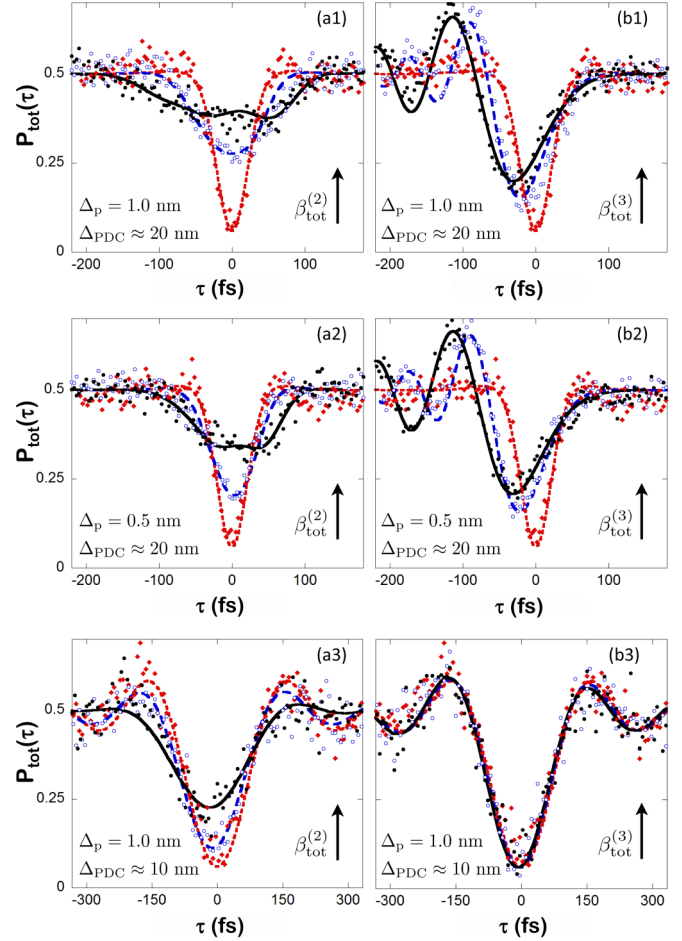 (a1)
P_tot(τ)
0.5
0.25
0
Δ_p = 1.0 nm
Δ_PDC ≈ 20 nm
β_tot^(2)
-200 -100 0 100
τ (fs)
(b1)
Δ_p = 1.0 nm
Δ_PDC ≈ 20 nm
β_tot^(3)
-200 -100 0 100
τ (fs)
(a2)
P_tot(τ)
0.5
0.25
0
Δ_p = 0.5 nm
Δ_PDC ≈ 20 nm
β_tot^(2)
-200 -100 0 100
τ (fs)
(b2)
Δ_p = 0.5 nm
Δ_PDC ≈ 20 nm
β_tot^(3)
-200 -100 0 100
τ (fs)
(a3)
P_tot(τ)
0.5
0.25
0
Δ_p = 1.0 nm
Δ_PDC ≈ 10 nm
β_tot^(2)
-300 -150 0 150 300
τ (fs)
(b3)
Δ_p = 1.0 nm
Δ_PDC ≈ 10 nm
β_tot^(3)
-300 -150 0 150 300
τ (fs)